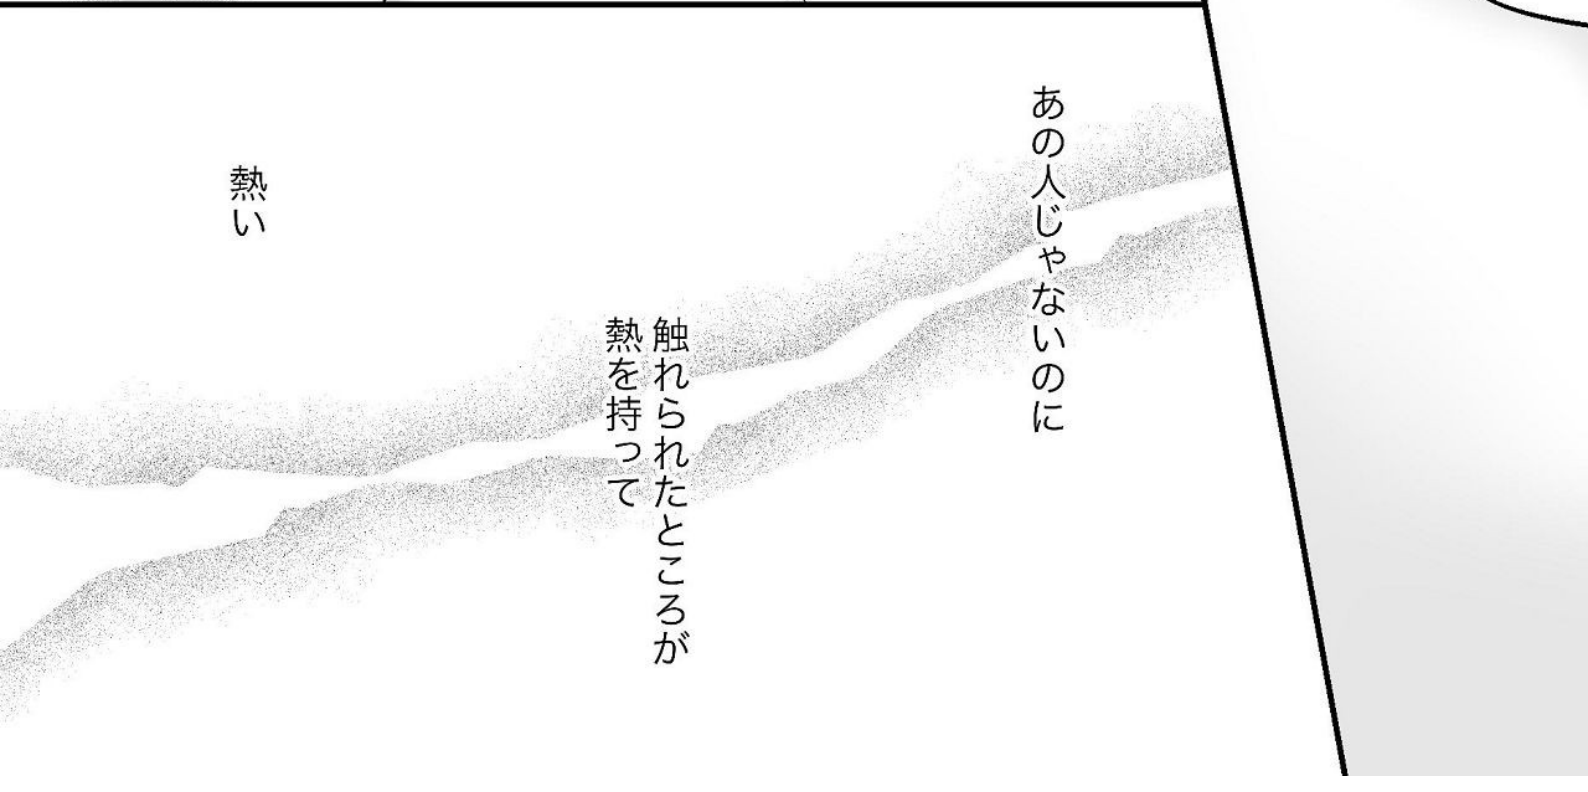 あの人じゃないのに
触れられたところが
熱を持って
熱い